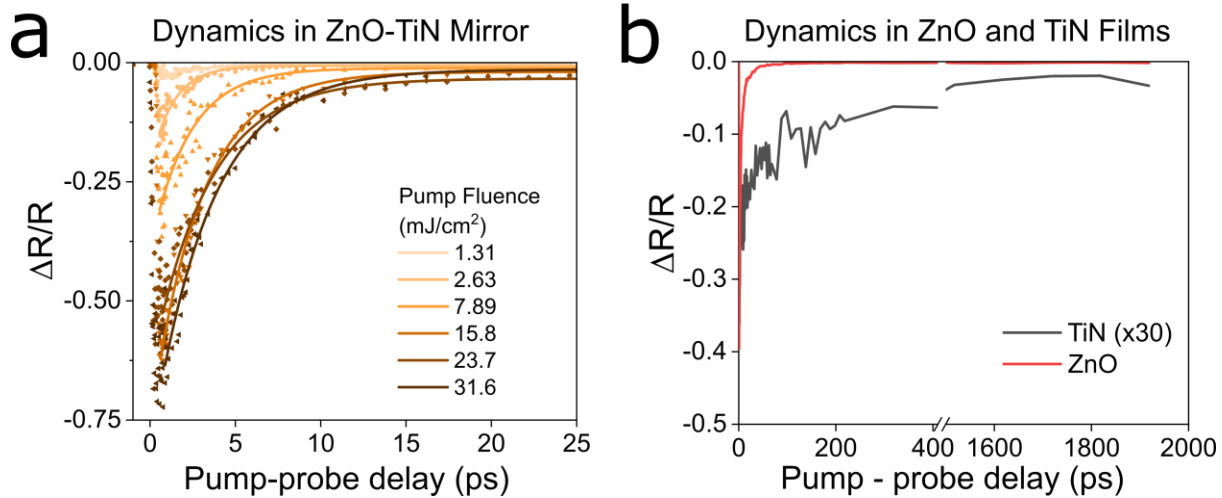 a
Dynamics in ZnO-TiN Mirror
0.00
-0.25
-0.50
-0.75
ΔR/R
Pump Fluence
(mJ/cm²)
1.31
2.63
7.89
15.8
23.7
31.6
0 5 10 15 20 25
Pump-probe delay (ps)
b
Dynamics in ZnO and TiN Films
0.0
-0.1
-0.2
-0.3
-0.4
-0.5
ΔR/R
TiN (x30)
ZnO
0 200 400 1600 1800 2000
Pump - probe delay (ps)